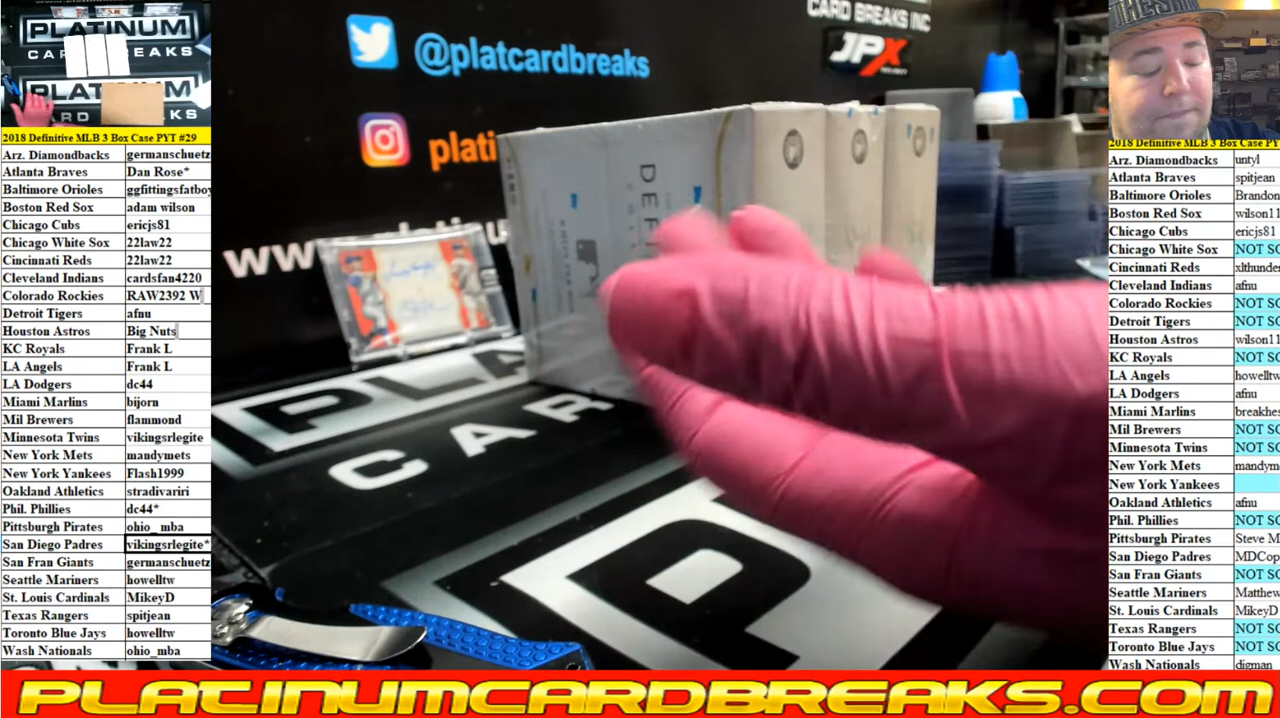 PLATINUM
CARD BREAKS
PLATINUM
2018 Definitive MLB 3 Box Case PYT #29
Arz. Diamondbacks germanschuetz
Atlanta Braves Dan Rose*
Baltimore Orioles ggfittingsfatboy
Boston Red Sox adam wilson
Chicago Cubs ericjs81
Chicago White Sox 22law22
Cincinnati Reds 22law22
Cleveland Indians cardsfan4220
Colorado Rockies RAW2392 W
Detroit Tigers afnu
Houston Astros Big Nuts
KC Royals Frank L
LA Angels Frank L
LA Dodgers dc44
Miami Marlins bijorn
Mil Brewers flammond
Minnesota Twins vikingsrlegite
New York Mets mandymets
New York Yankees Flash1999
Oakland Athletics stradivariri
Phil. Phillies dc44*
Pittsburgh Pirates ohio_mba
San Diego Padres vikingsrlegite*
San Fran Giants germanschuetz
Seattle Mariners howelltw
St. Louis Cardinals MikeyD
Texas Rangers spitjean
Toronto Blue Jays howelltw
Wash Nationals ohio_mba
@platcardbreaks
plati
www.platinu
CARD BREAKS INC
JPX
DEF
PLA
CAR
P
2018 Definitive MLB 3 Box Case PY
Arz. Diamondbacks untyl
Atlanta Braves spitjean
Baltimore Orioles Brandon
Boston Red Sox wilson11
Chicago Cubs ericjs81
Chicago White Sox NOT SO
Cincinnati Reds xlthunder
Cleveland Indians afnu
Colorado Rockies NOT SO
Detroit Tigers NOT SO
Houston Astros wilson11
KC Royals NOT SO
LA Angels howelltw
LA Dodgers afnu
Miami Marlins breakhes
Mil Brewers NOT SO
Minnesota Twins NOT SO
New York Mets mandym
New York Yankees
Oakland Athletics afnu
Phil. Phillies NOT SO
Pittsburgh Pirates Steve M
San Diego Padres MDCop
San Fran Giants NOT SO
Seattle Mariners Matthew
St. Louis Cardinals MikeyD
Texas Rangers NOT SO
Toronto Blue Jays NOT SO
Wash Nationals digman
PLATINUMCARDBREAKS.COM